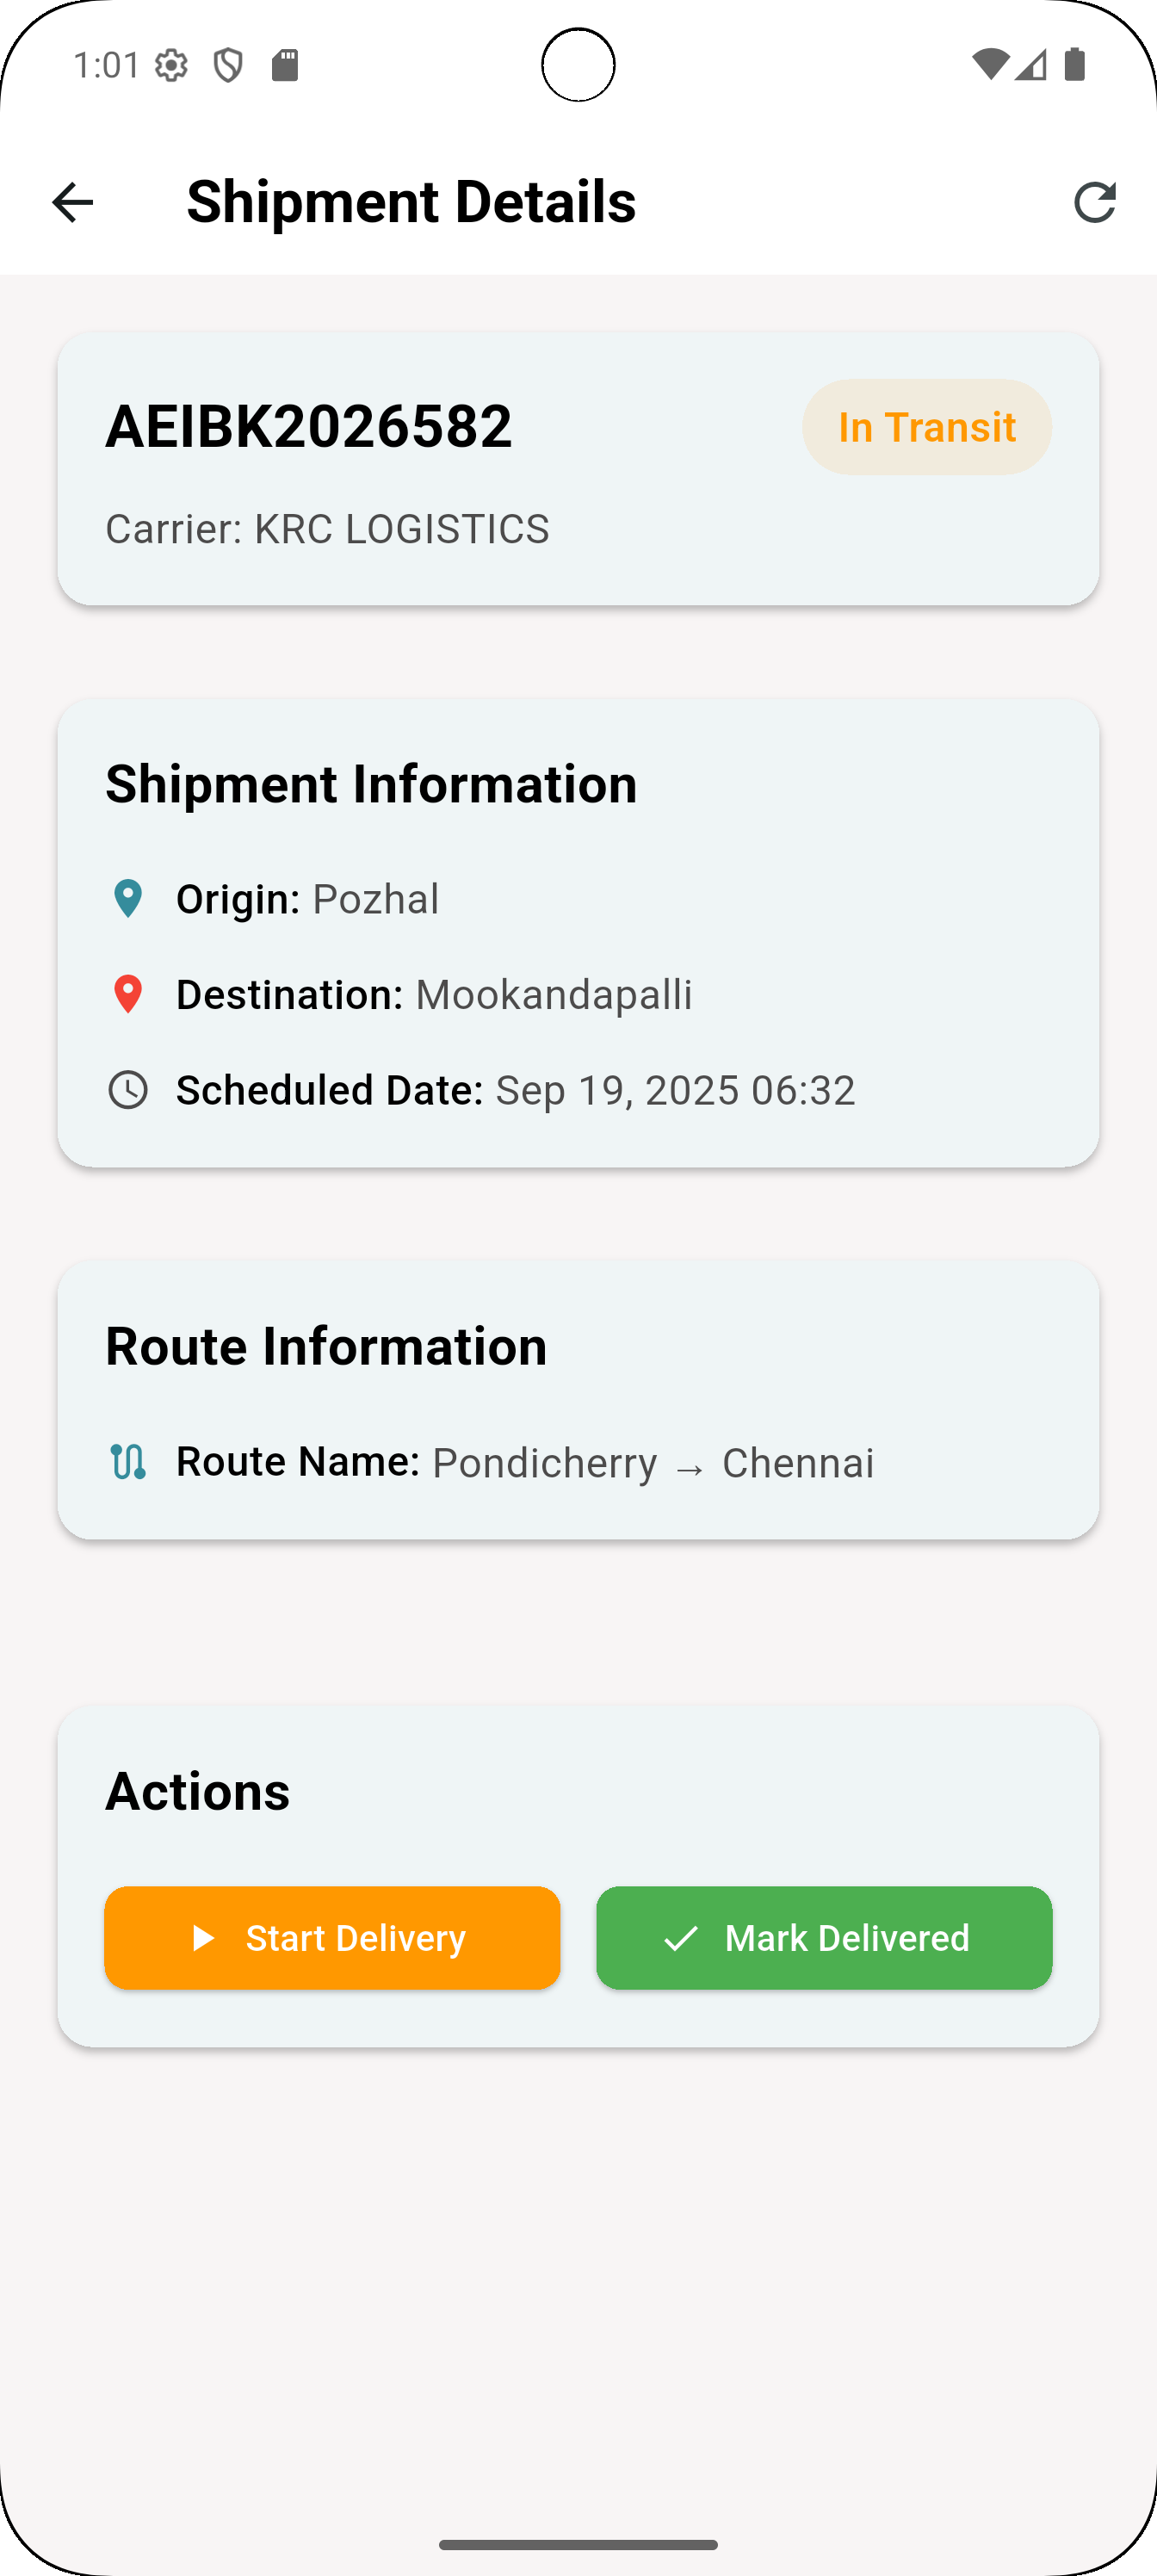 1:01
Shipment Details
AEIBK2026582
In Transit
Carrier: KRC LOGISTICS
Shipment Information
Origin: Pozhal
Destination: Mookandapalli
Scheduled Date: Sep 19, 2025 06:32
Route Information
Route Name: Pondicherry → Chennai
Actions
Start Delivery
Mark Delivered